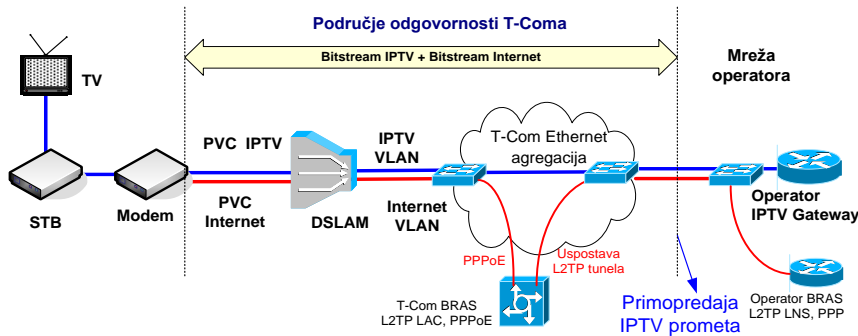 Područje odgovornosti T-Coma
Bitstream IPTV + Bitstream Internet
Mreža
operatora
TV
PVC IPTV
IPTV
VLAN
T-Com Ethernet
agregacija
STB
Modem
PVC
Internet
DSLAM
Internet
VLAN
Operator
IPTV Gateway
PPPoE
Uspostava
L2TP tunela
T-Com BRAS
L2TP LAC, PPPoE
Primopredaja
IPTV prometa
Operator BRAS
L2TP LNS, PPP